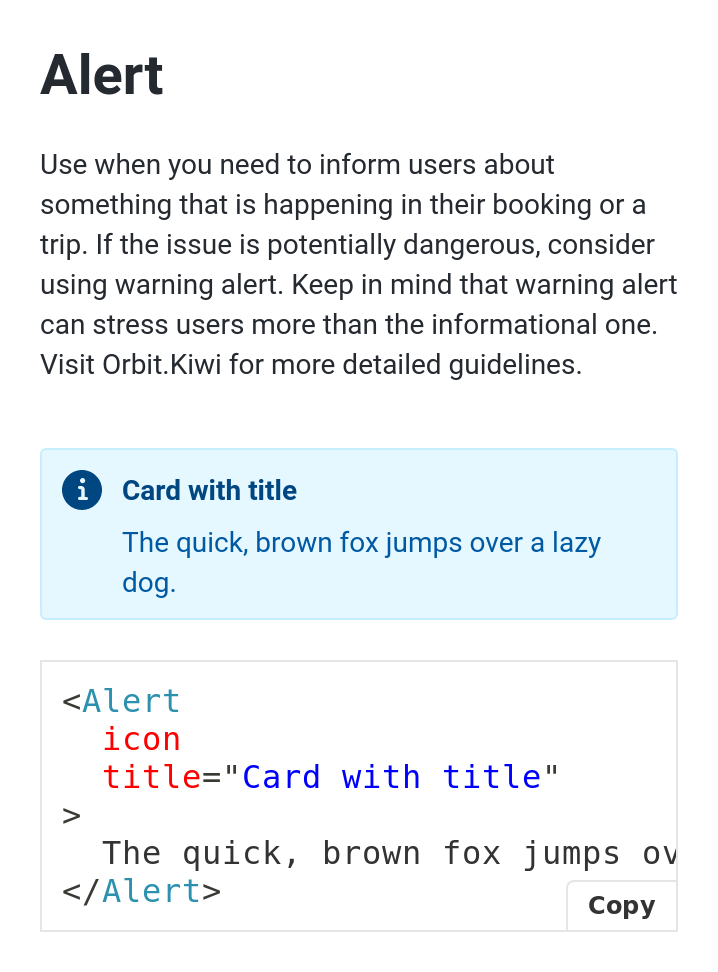 Alert
Use when you need to inform users about
something that is happening in their booking or a
trip. If the issue is potentially dangerous, consider
using warning alert. Keep in mind that warning alert
can stress users more than the informational one.
Visit Orbit.Kiwi for more detailed guidelines.
Card with title
The quick, brown fox jumps over a lazy
dog.
<Alert
  icon
  title="Card with title"
>
  The quick, brown fox jumps ov
</Alert>
Copy